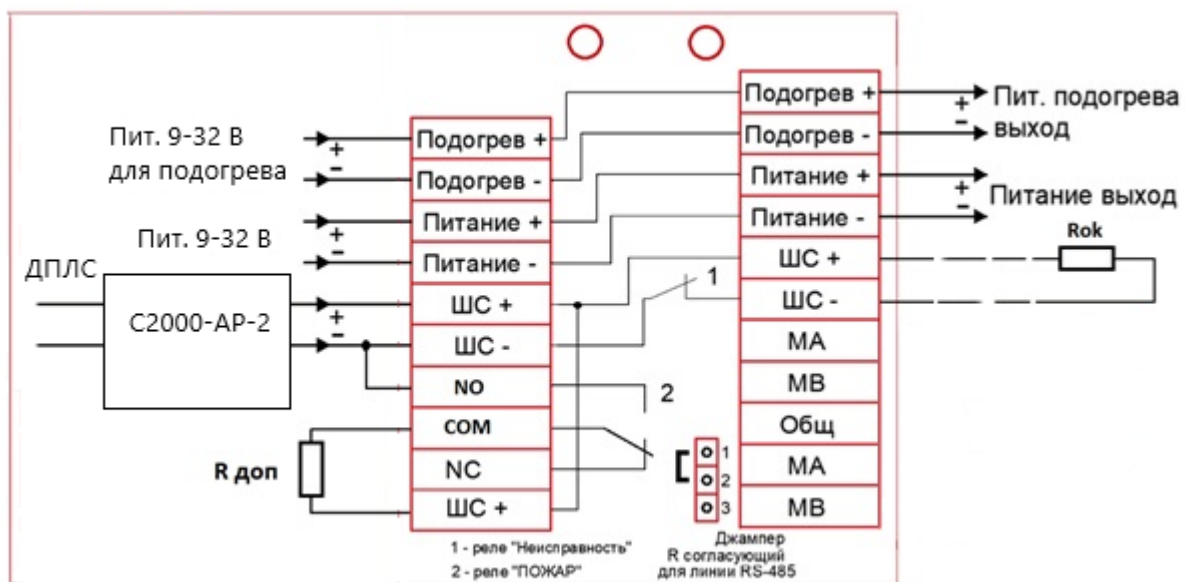 Пит. 9-32 В
для подогрева
Пит. 9-32 В
ДПЛС
С2000-АР-2
+
-
+
-
+
-
R доп
Подогрев +
Подогрев -
Питание +
Питание -
ШС +
ШС -
NO
COM
NC
ШС +
1
2
1 - реле "Неисправность"
2 - реле "ПОЖАР"
1
2
3
Джампер
R согласующий
для линии RS-485
Подогрев +
Подогрев -
Питание +
Питание -
ШС +
ШС -
МА
МВ
Общ
МА
МВ
+
-
Пит. подогрева
выход
+
-
Питание выход
Rok